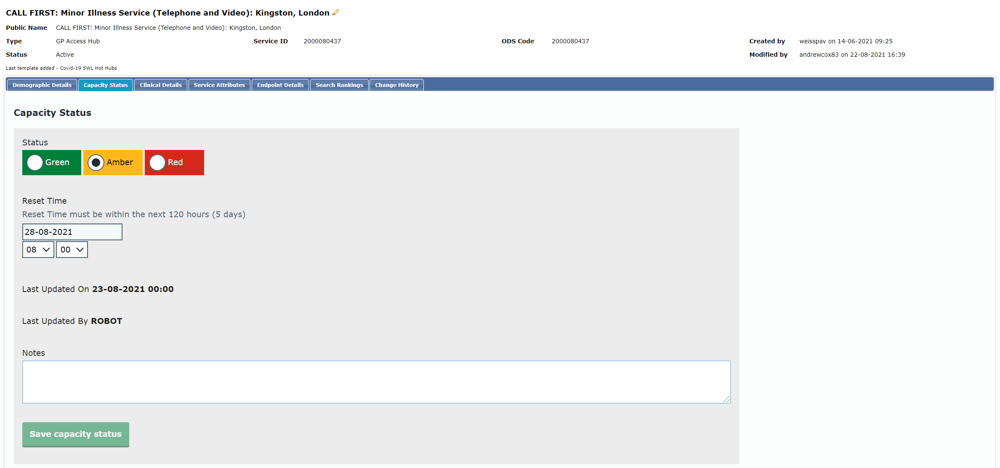 CALL FIRST: Minor Illness Service (Telephone and Video): Kingston, London
Public Name CALL FIRST: Minor Illness Service (Telephone and Video): Kingston, London
Type GP Access Hub Service ID 2000080437 ODS Code 2000080437 Created by weisspav on 14-06-2021 09:25
Status Active Modified by andrewcox83 on 22-08-2021 16:39
Last template added - Covid-19 SWL Hot Hubs
Demographic Details Capacity Status Clinical Details Service Attributes Endpoint Details Search Rankings Change History
Capacity Status
Status
Green Amber Red
Reset Time
Reset Time must be within the next 120 hours (5 days)
28-08-2021
08 00
Last Updated On 23-08-2021 00:00
Last Updated By ROBOT
Notes
Save capacity status